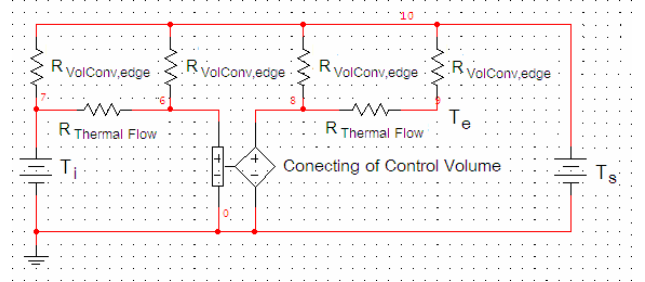 10
R VolConv,edge R VolConv,edge R VolConv,edge R VolConv,edge
7 6 8 9
R Thermal Flow R Thermal Flow Te
Ti Conecting of Control Volume Ts
0